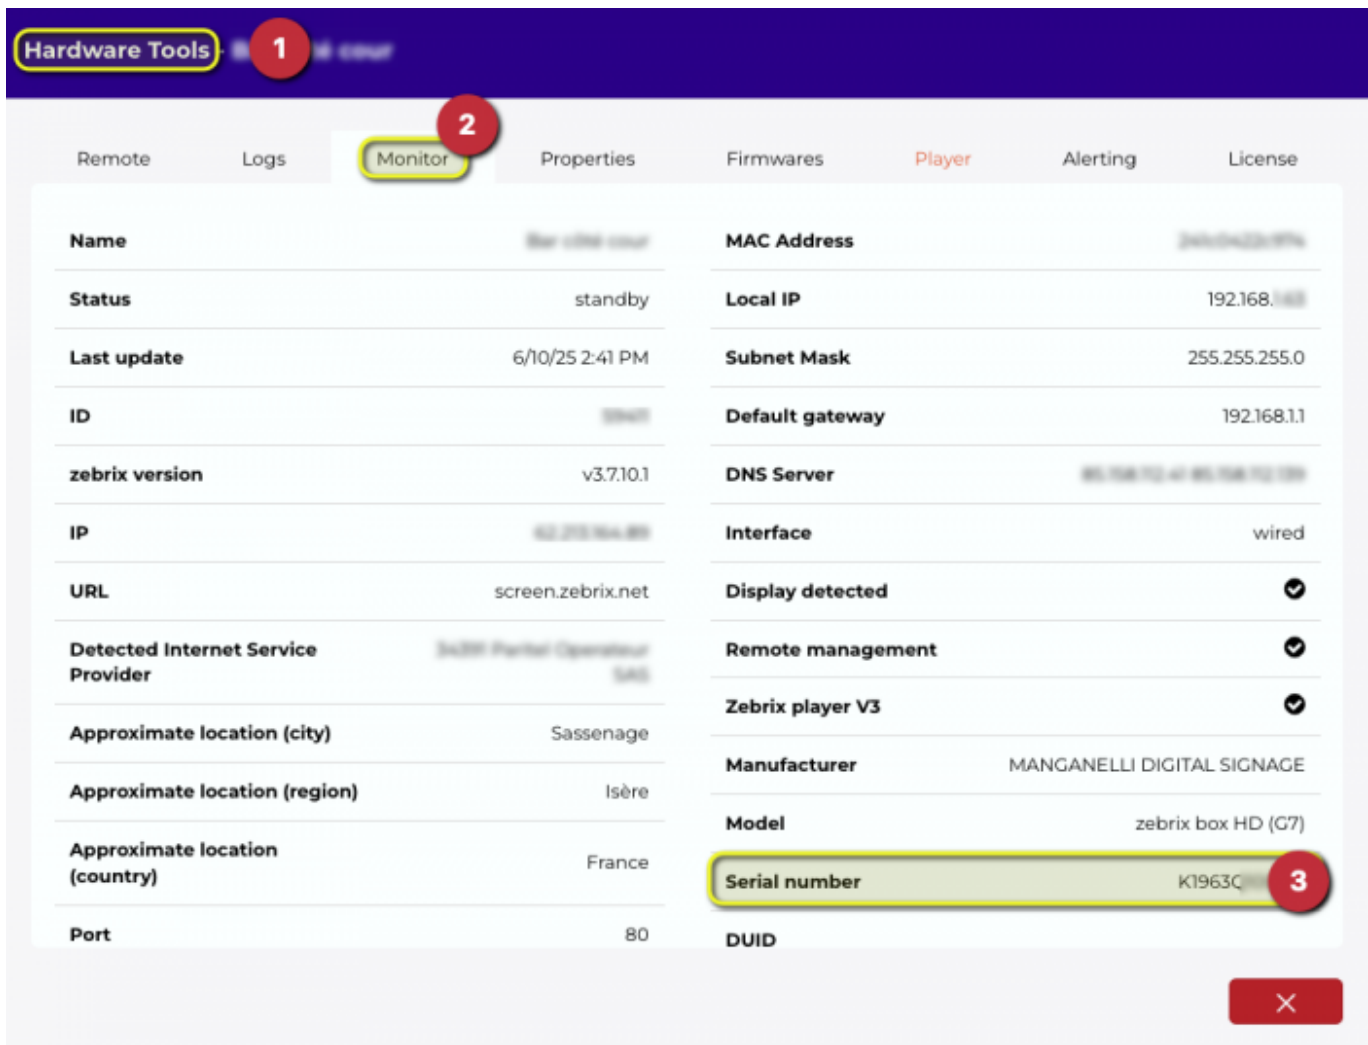 Hardware Tools
1
2
Remote Logs Monitor Properties Firmwares Player Alerting License
Name
Status standby
Last update 6/10/25 2:41 PM
ID
zebrix version v3.7.10.1
IP
URL screen.zebrix.net
Detected Internet Service
Provider
Approximate location (city) Sassenage
Approximate location (region) Isère
Approximate location
(country) France
Port 80
MAC Address
Local IP 192.168.
Subnet Mask 255.255.255.0
Default gateway 192.168.1.1
DNS Server
Interface wired
Display detected
Remote management
Zebrix player V3
Manufacturer MANGANELLI DIGITAL SIGNAGE
Model zebrix box HD (G7)
Serial number K1963Q 3
DUID